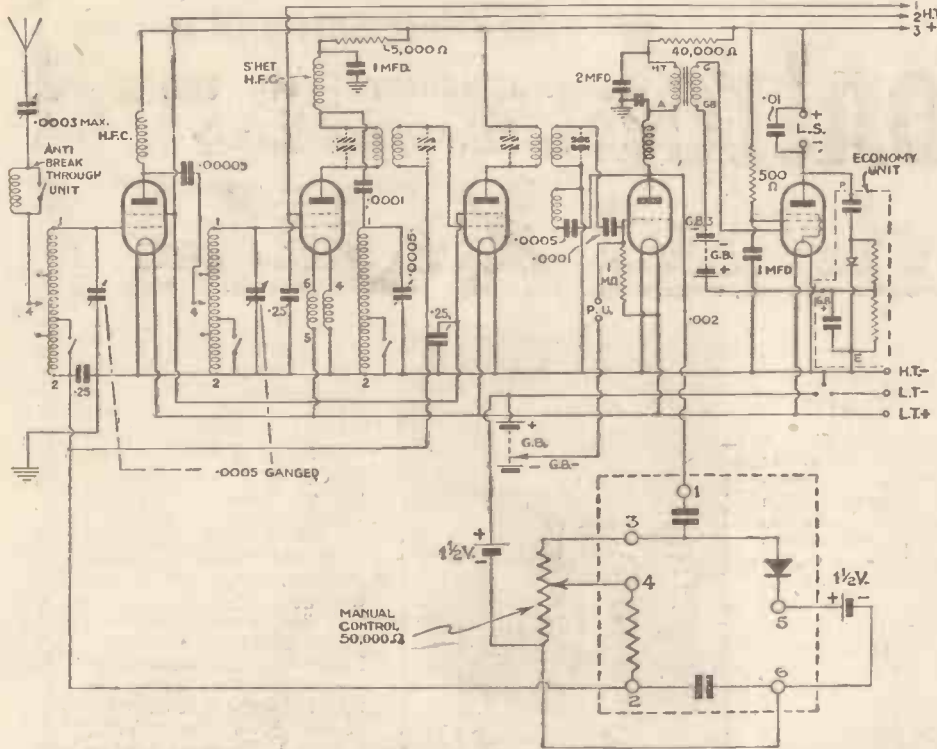 1
2 H.T.
3 +
.0003 MAX.
H.F.C.
ANTI
BREAK
THROUGH
UNIT
.00005
S'HET
H.F.C.
5,000 Ω
1 MFD.
.0001
.0005
.0005
.0001
2 MFD
40,000 Ω
H.T
G
A
GB
.01
+
L.S.
-
ECONOMY
UNIT
500
Ω
P
1 MFD
1
MΩ
P.U.
G.B.3
-
G.B.
+
.002
G.B
E
1
4
2
.25
1
4
2
.25
6
4
5
1
2
.25
H.T.-
L.T-
L.T+
.0005 GANGED
+
G.B.
-
G.B.-
+
1½V.
-
MANUAL
CONTROL
50,000 Ω
1
3
4
5
2
6
1½V.
+ -